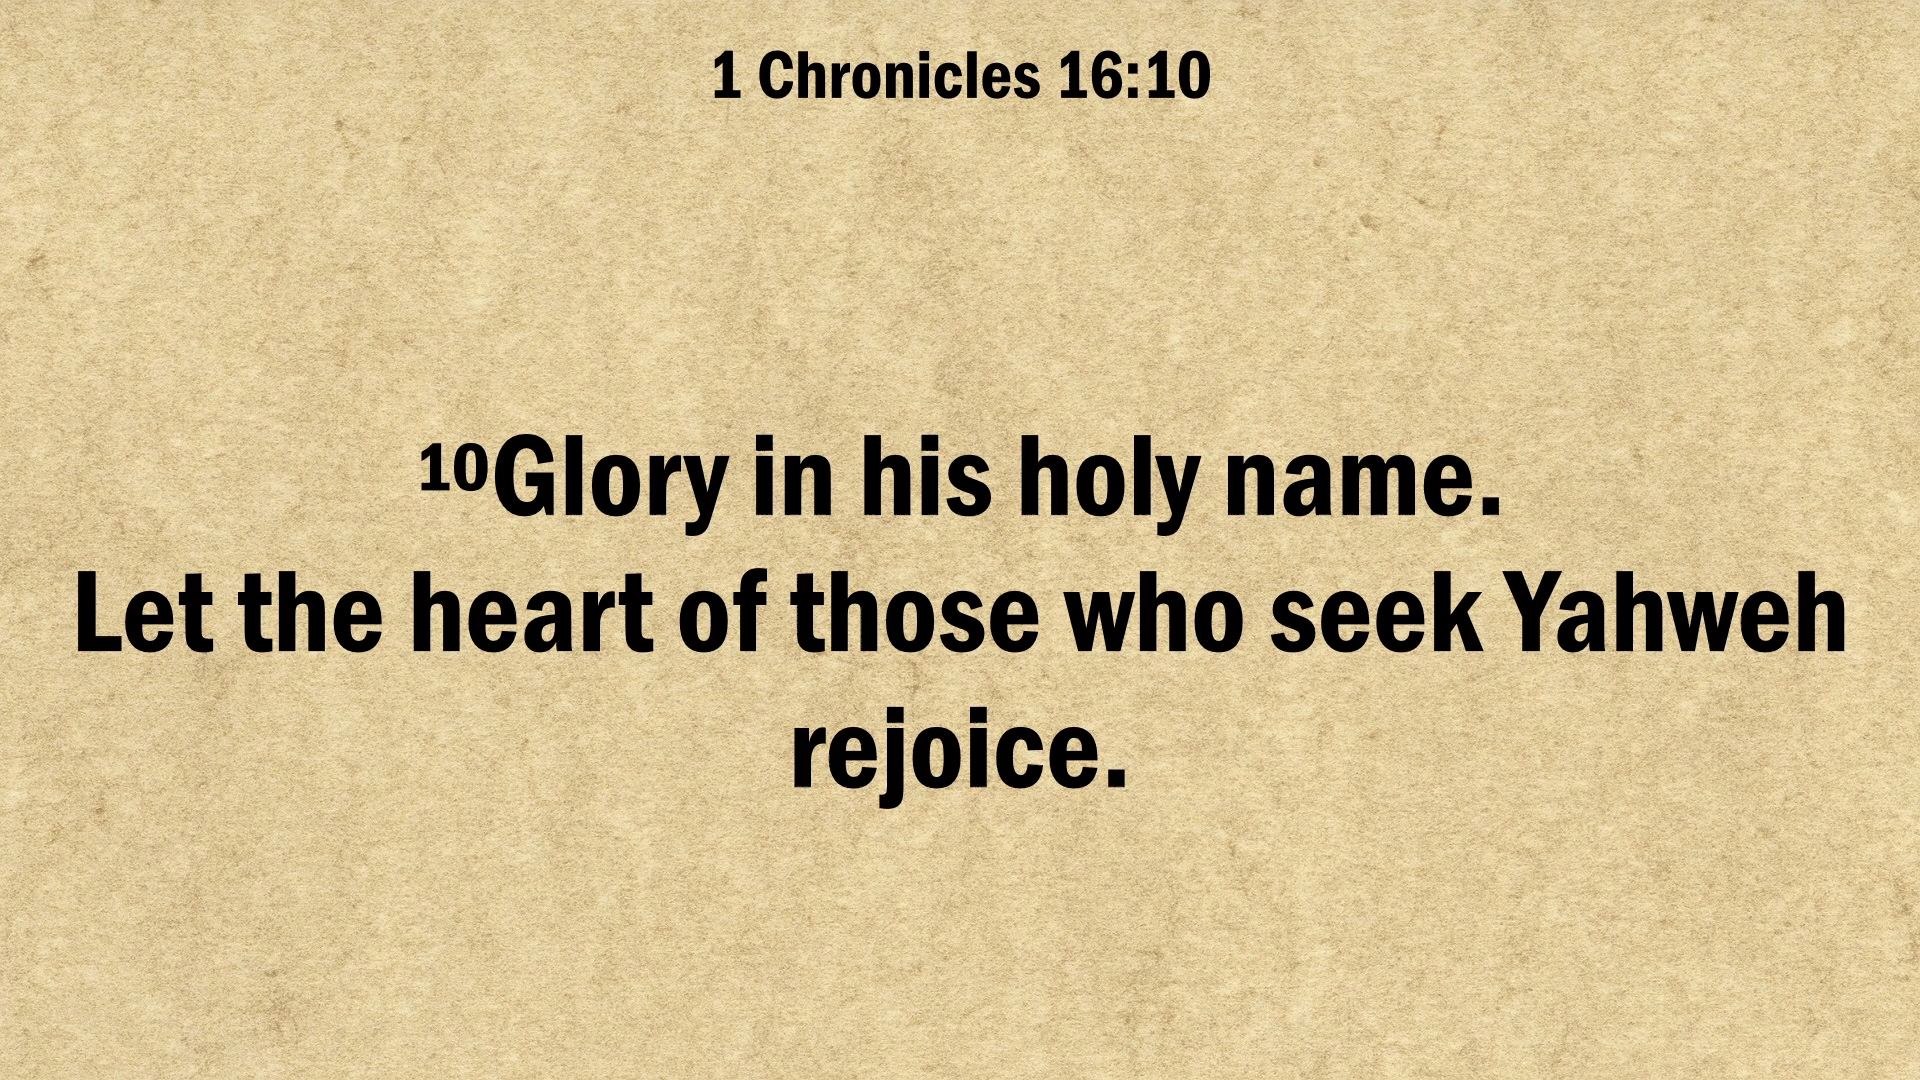 1 Chronicles 16:10
¹⁰Glory in his holy name.
Let the heart of those who seek Yahweh
rejoice.